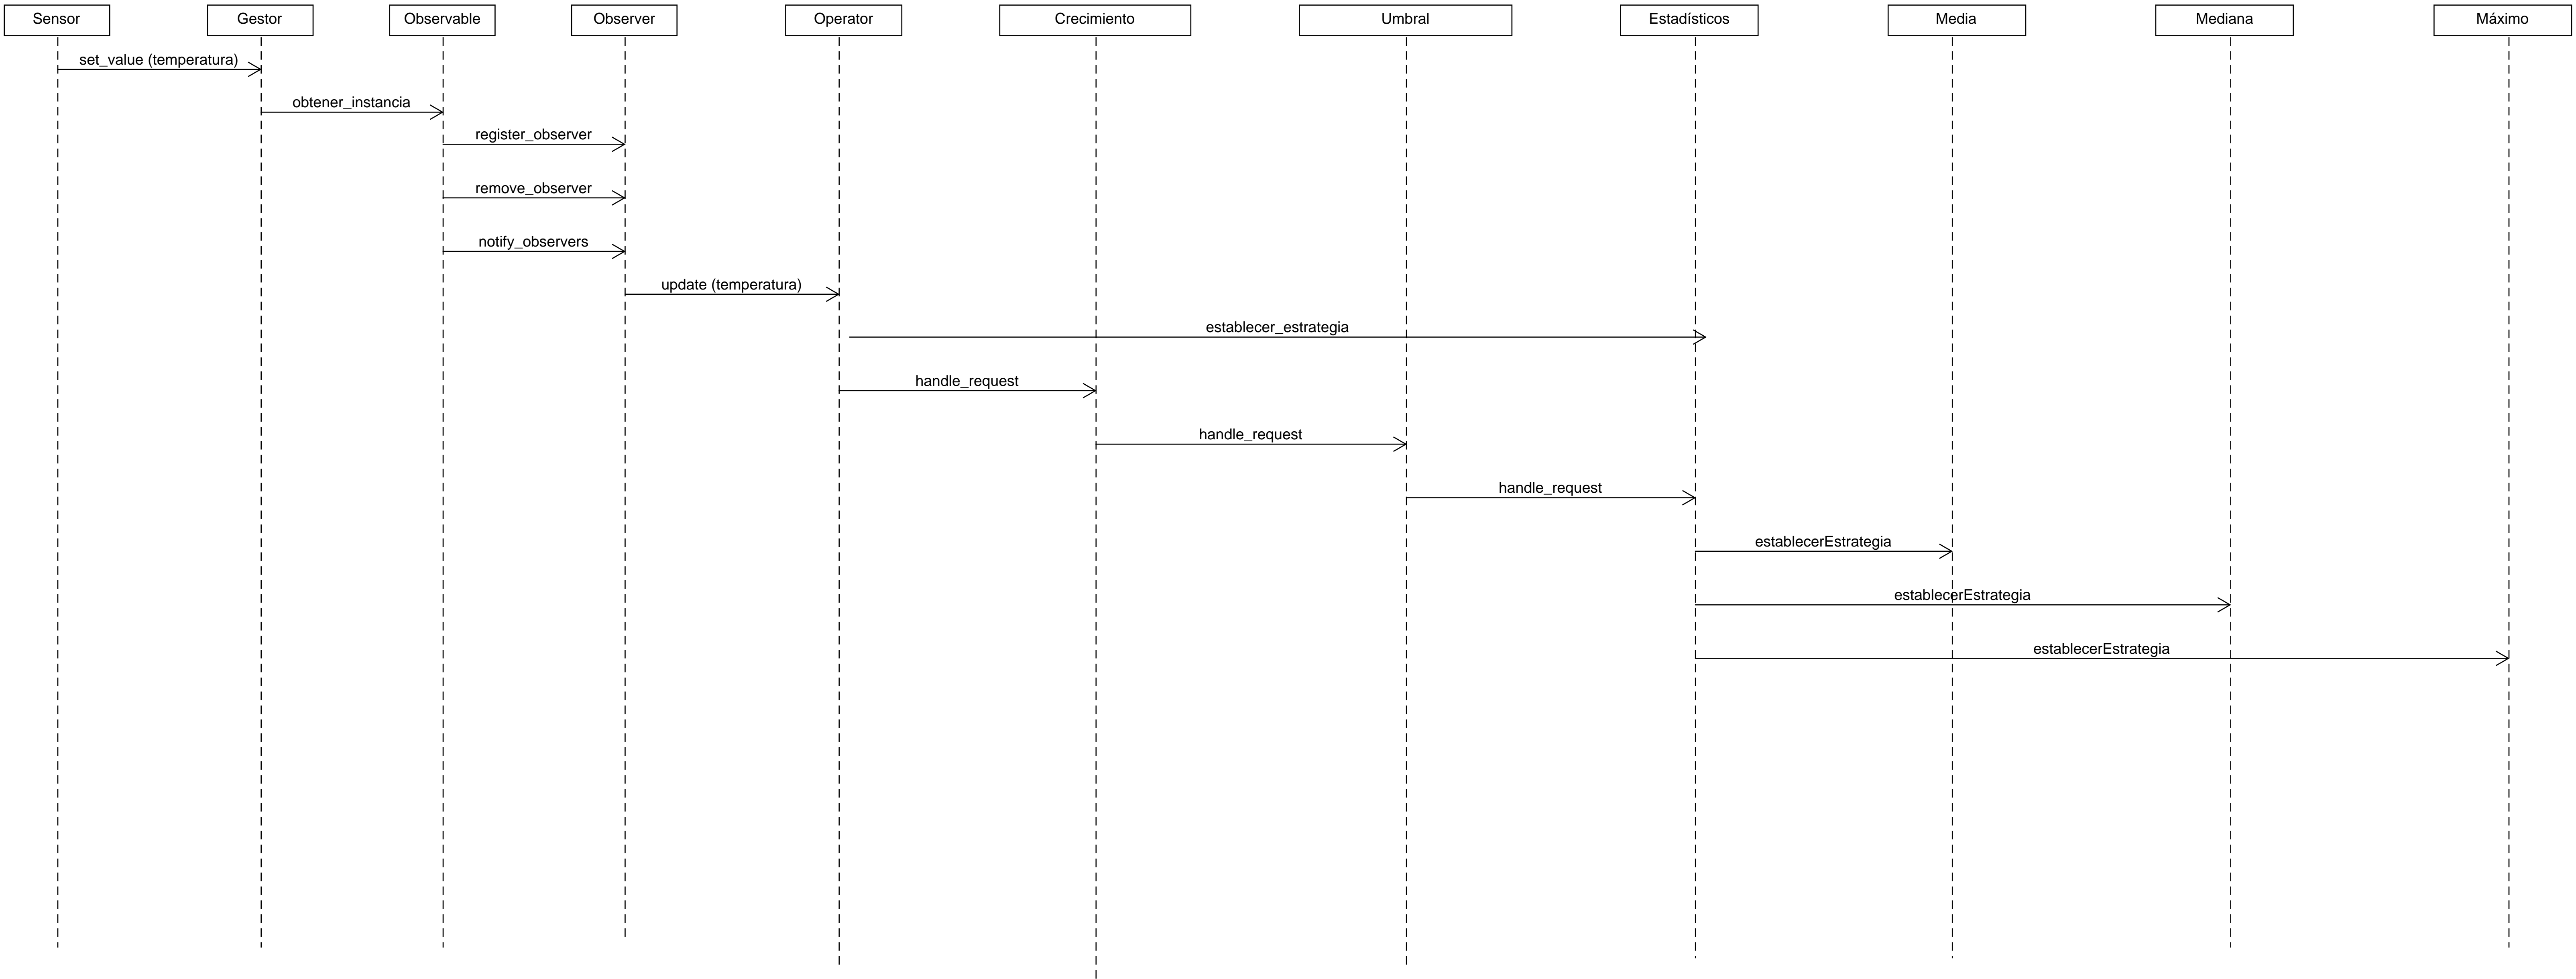 Sensor
Gestor
Observable
Observer
Operator
Crecimiento
Umbral
Estadísticos
Media
Mediana
Máximo
set_value (temperatura)
obtener_instancia
register_observer
remove_observer
notify_observers
update (temperatura)
establecer_estrategia
handle_request
handle_request
handle_request
establecerEstrategia
establecerEstrategia
establecerEstrategia